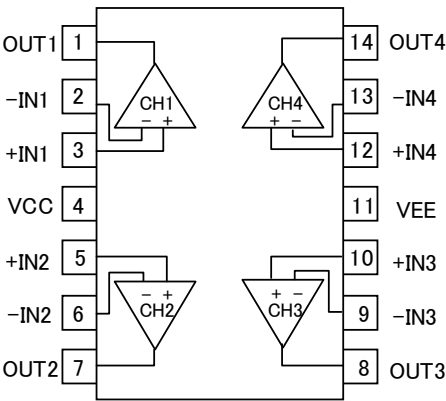 OUT1 1 14 OUT4
-IN1 2 CH1 CH4 13 -IN4
- + + -
+IN1 3 12 +IN4
VCC 4 11 VEE
+IN2 5 10 +IN3
- + + -
-IN2 6 CH2 CH3 9 -IN3
OUT2 7 8 OUT3